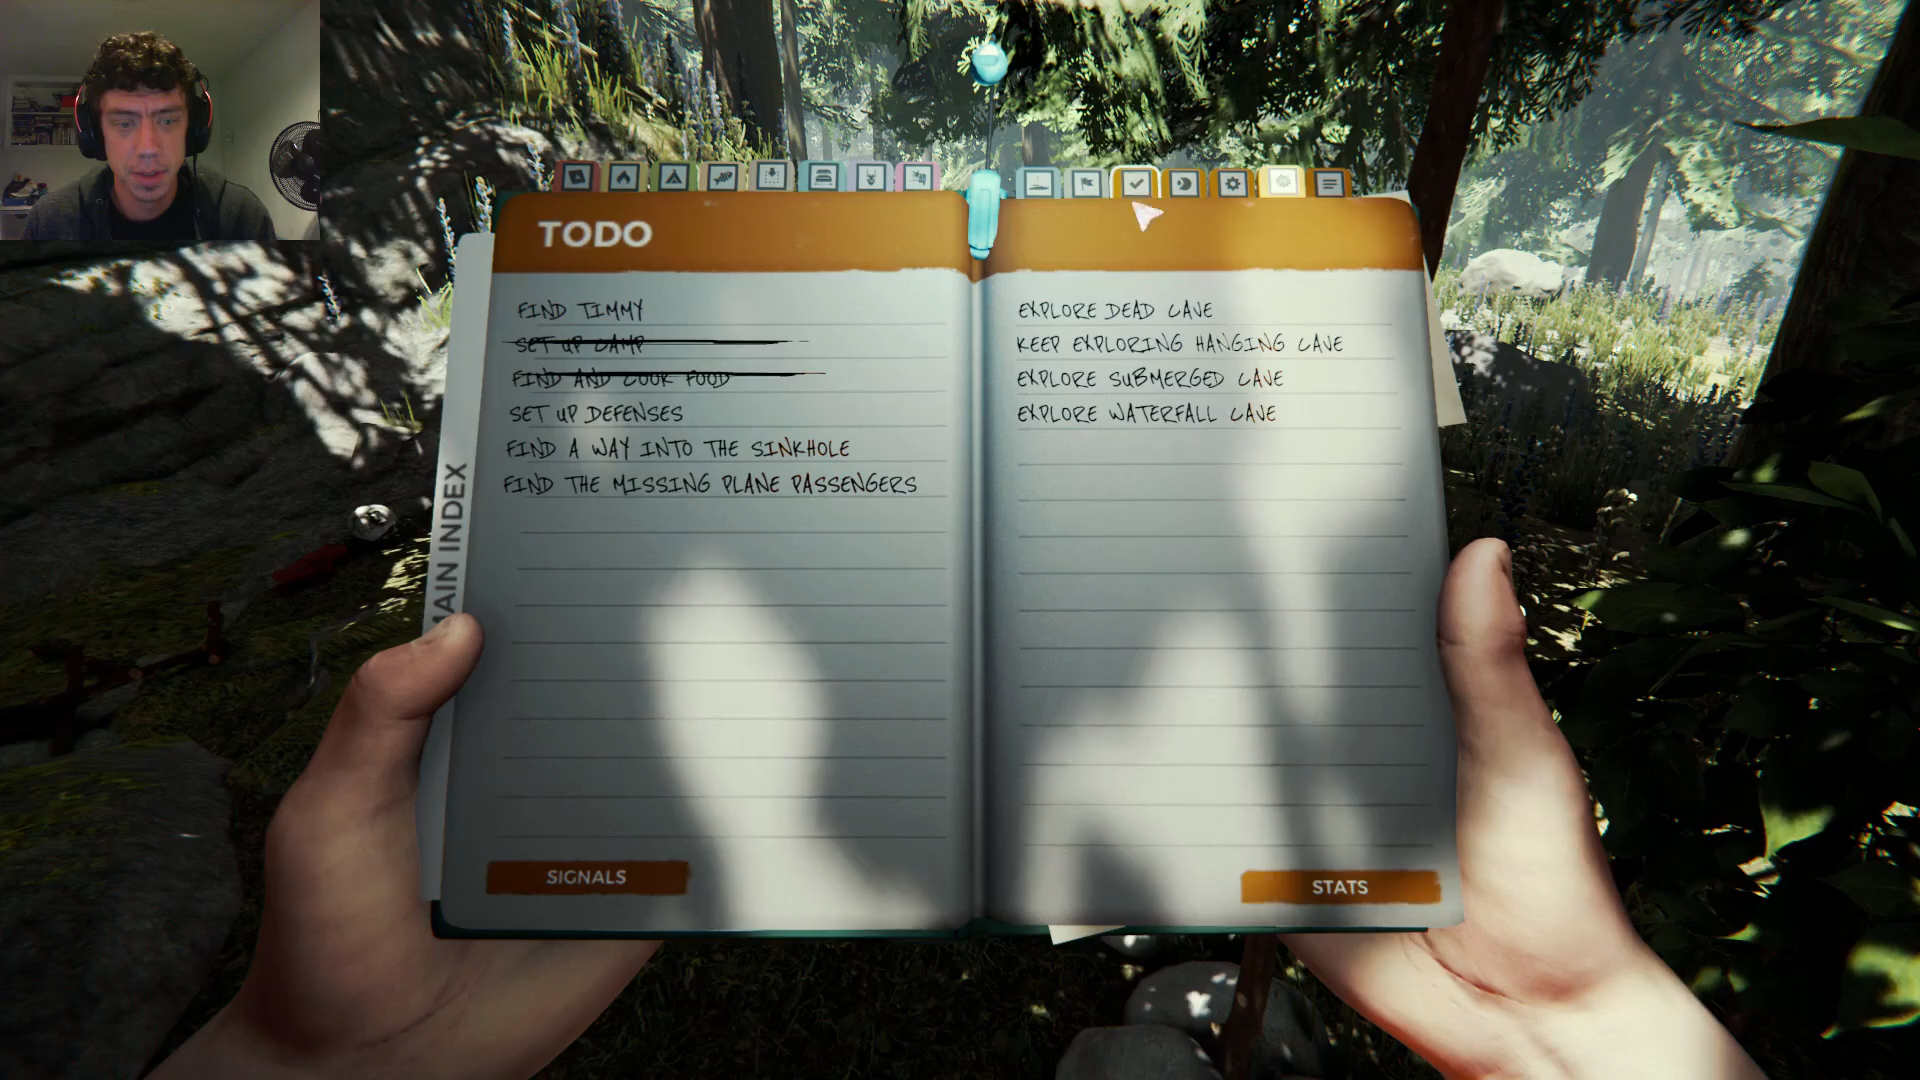 TODO
FIND TIMMY
SET UP CAMP
FIND AND COOK FOOD
SET UP DEFENSES
FIND A WAY INTO THE SINKHOLE
FIND THE MISSING PLANE PASSENGERS
EXPLORE DEAD CAVE
KEEP EXPLORING HANGING CAVE
EXPLORE SUBMERGED CAVE
EXPLORE WATERFALL CAVE
MAIN INDEX
SIGNALS
STATS